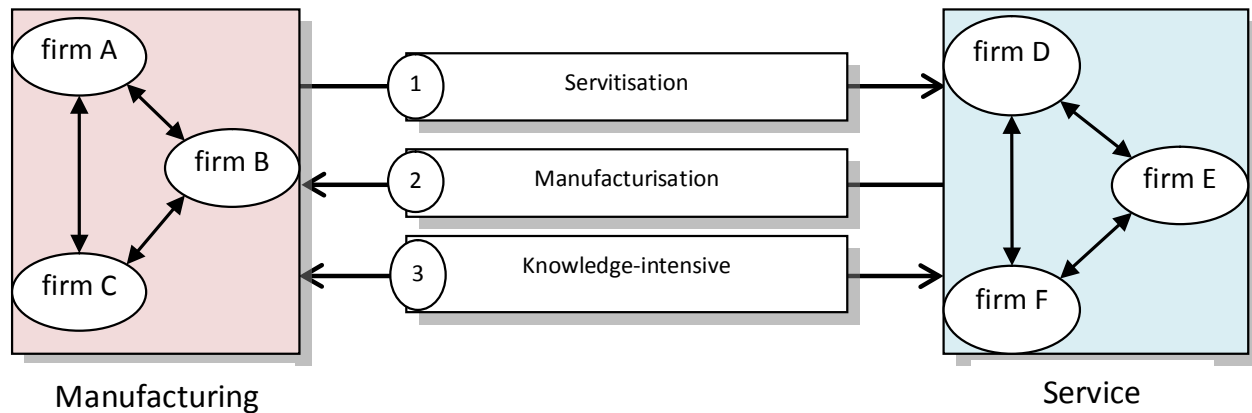 firm A
firm B
firm C
1
Servitisation
2
Manufacturisation
3
Knowledge-intensive
firm D
firm E
firm F
Manufacturing
Service